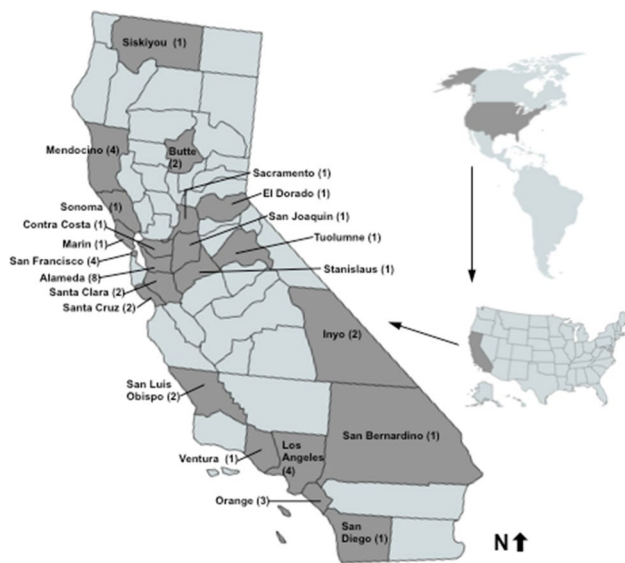 Siskiyou (1)
Mendocino (4)
Butte
(2)
Sacramento (1)
El Dorado (1)
Sonoma (1)
San Joaquin (1)
Contra Costa (1)
Tuolumne (1)
Marin (1)
San Francisco (4)
Stanislaus (1)
Alameda (8)
Santa Clara (2)
Santa Cruz (2)
Inyo (2)
San Luis
Obispo (2)
San Bernardino (1)
Los
Angeles
(4)
Ventura (1)
Orange (3)
San
Diego (1)
N